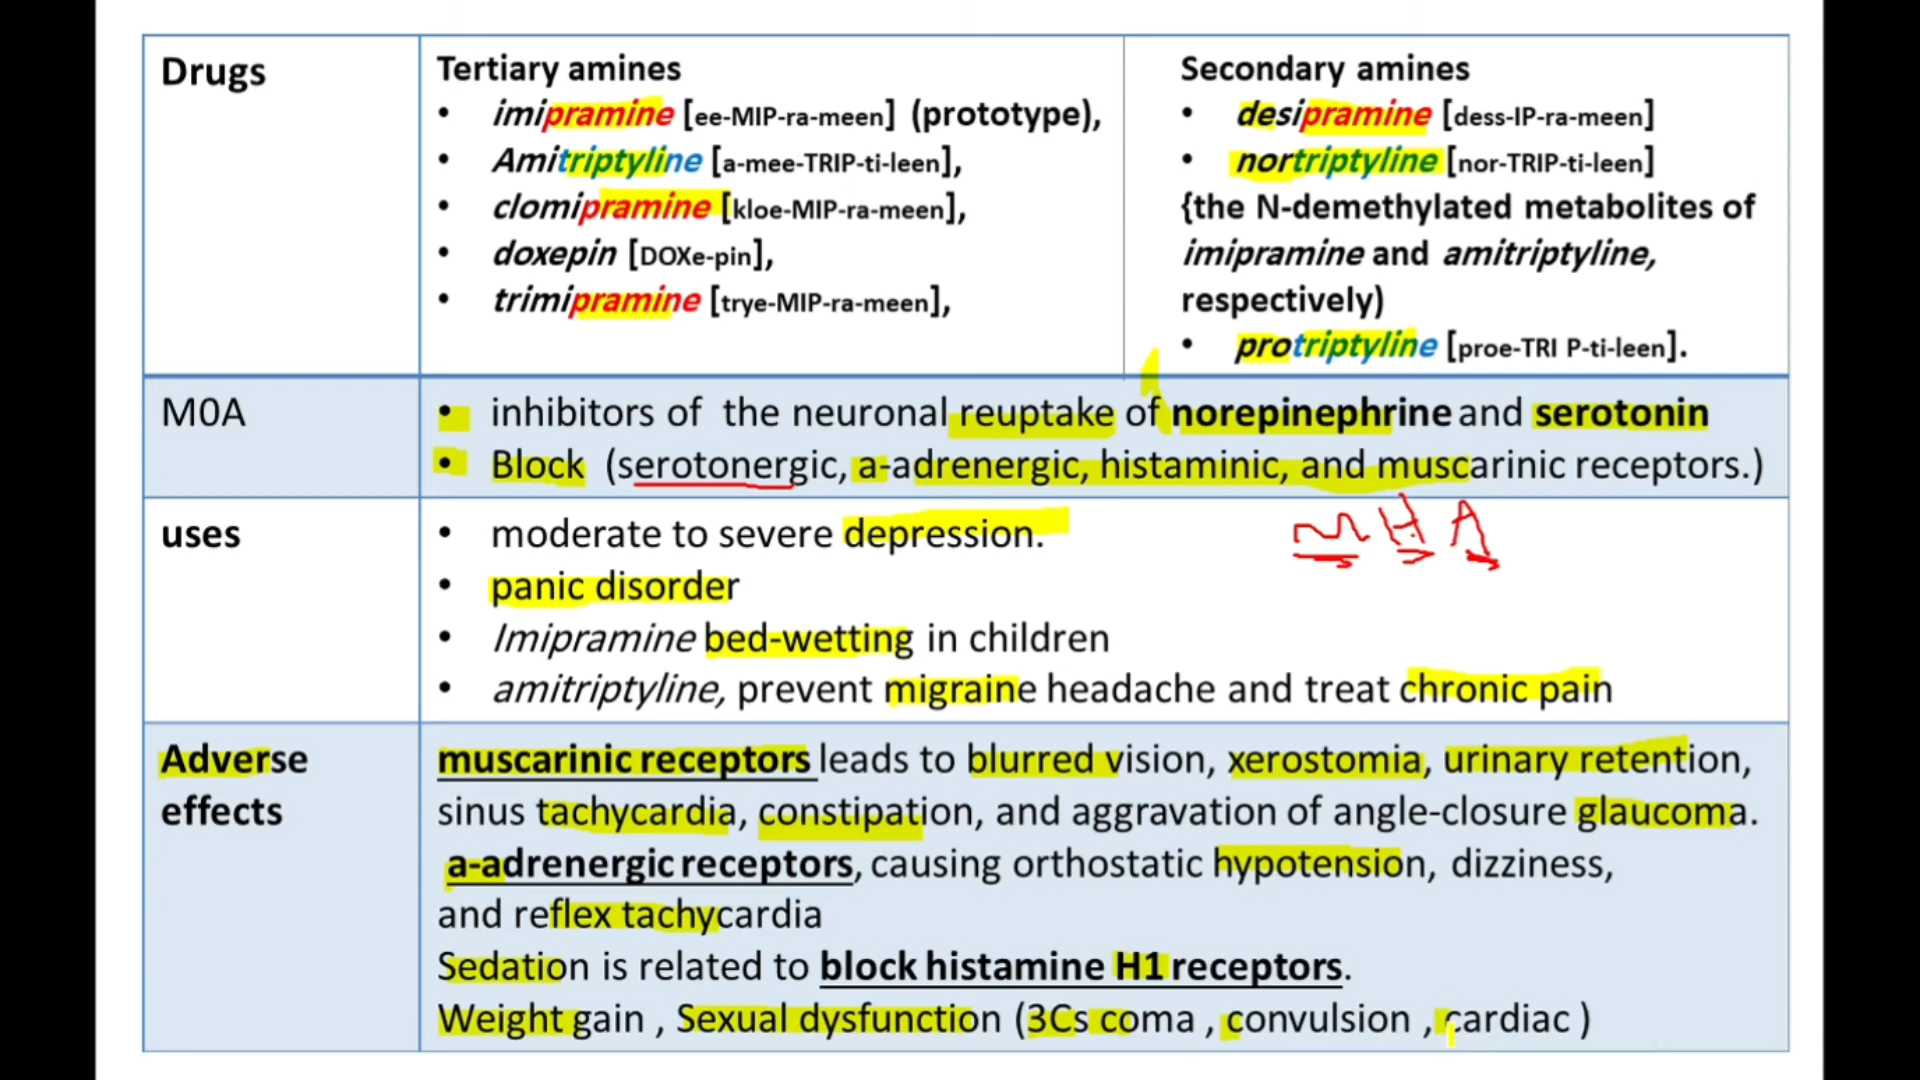 Drugs
Tertiary amines
• imipramine [ee-MIP-ra-meen] (prototype),
• Amitriptyline [a-mee-TRIP-ti-leen],
• clomipramine [kloe-MIP-ra-meen],
• doxepin [DOXe-pin],
• trimipramine [trye-MIP-ra-meen],
Secondary amines
• desipramine [dess-IP-ra-meen]
• nortriptyline [nor-TRIP-ti-leen]
{the N-demethylated metabolites of
imipramine and amitriptyline,
respectively)
• protriptyline [proe-TRI P-ti-leen].
M0A
• inhibitors of the neuronal reuptake of norepinephrine and serotonin
• Block (serotonergic, a-adrenergic, histaminic, and muscarinic receptors.)
M H A
uses
• moderate to severe depression.
• panic disorder
• Imipramine bed-wetting in children
• amitriptyline, prevent migraine headache and treat chronic pain
Adverse
effects
muscarinic receptors leads to blurred vision, xerostomia, urinary retention,
sinus tachycardia, constipation, and aggravation of angle-closure glaucoma.
a-adrenergic receptors, causing orthostatic hypotension, dizziness,
and reflex tachycardia
Sedation is related to block histamine H1 receptors.
Weight gain , Sexual dysfunction (3Cs coma , convulsion , cardiac )